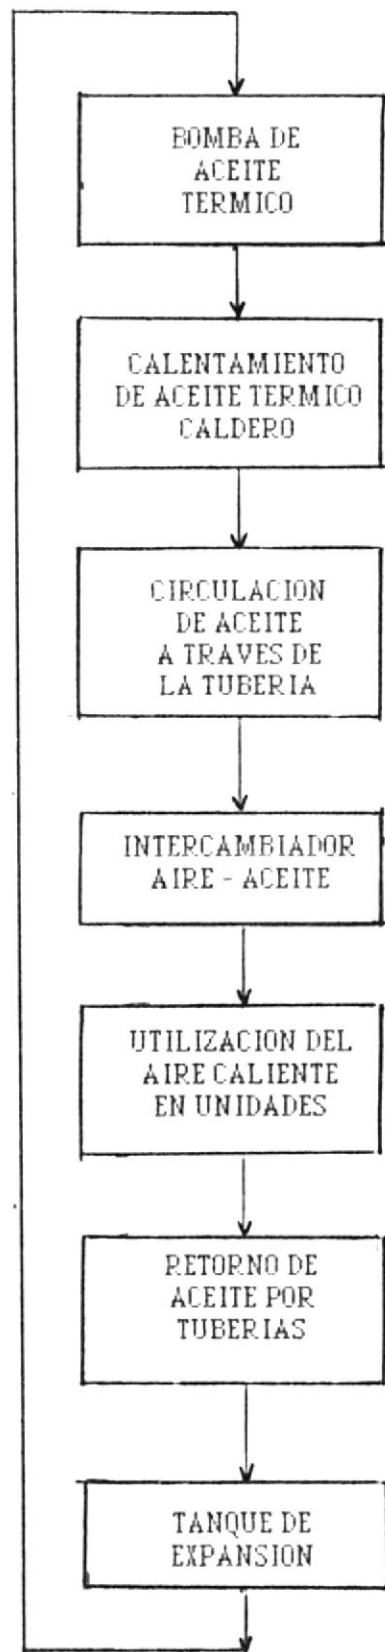 BOMBA DE
ACEITE
TERMICO
CALENTAMIENTO
DE ACEITE TERMICO
CALDERO
CIRCULACION
DE ACEITE
A TRAVES DE
LA TUBERIA
INTERCAMBIADOR
AIRE - ACEITE
UTILIZACION DEL
AIRE CALIENTE
EN UNIDADES
RETORNO DE
ACEITE POR
TUBERIAS
TANQUE DE
EXPANSION